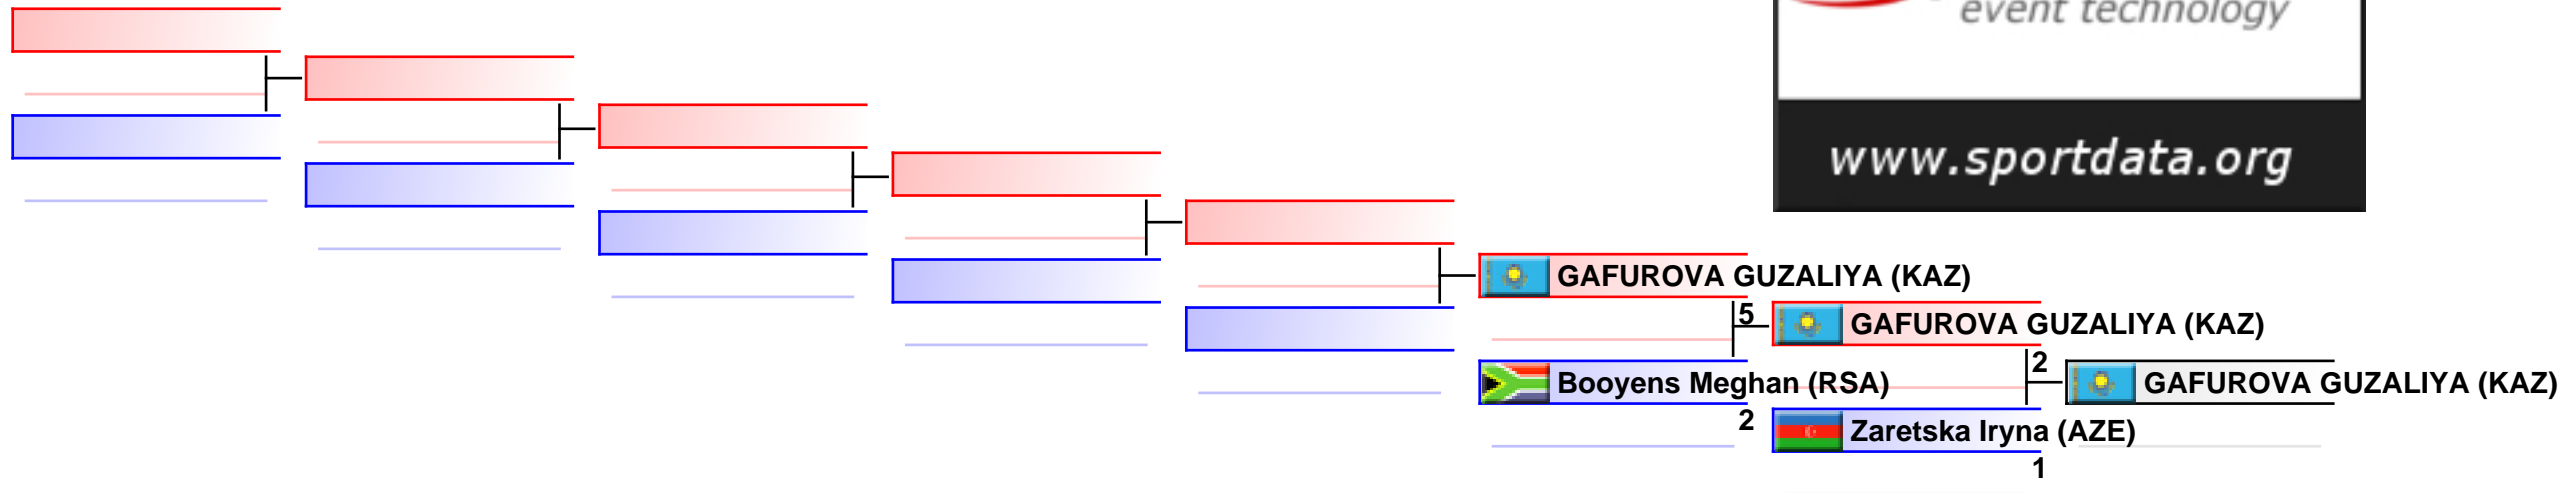 event technology
www.sportdata.org
GAFUROVA GUZALIYA (KAZ)
5
GAFUROVA GUZALIYA (KAZ)
2
Booyens Meghan (RSA)
GAFUROVA GUZALIYA (KAZ)
2
Zaretska Iryna (AZE)
1